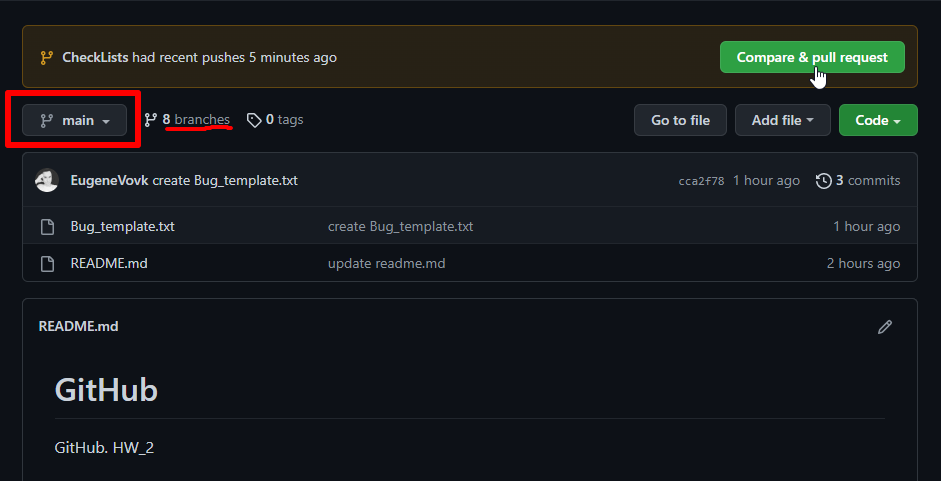 CheckLists had recent pushes 5 minutes ago Compare & pull request
main 8 branches 0 tags Go to file Add file Code
EugeneVovk create Bug_template.txt cca2f78 1 hour ago 3 commits
Bug_template.txt create Bug_template.txt 1 hour ago
README.md update readme.md 2 hours ago
README.md
GitHub
GitHub. HW_2